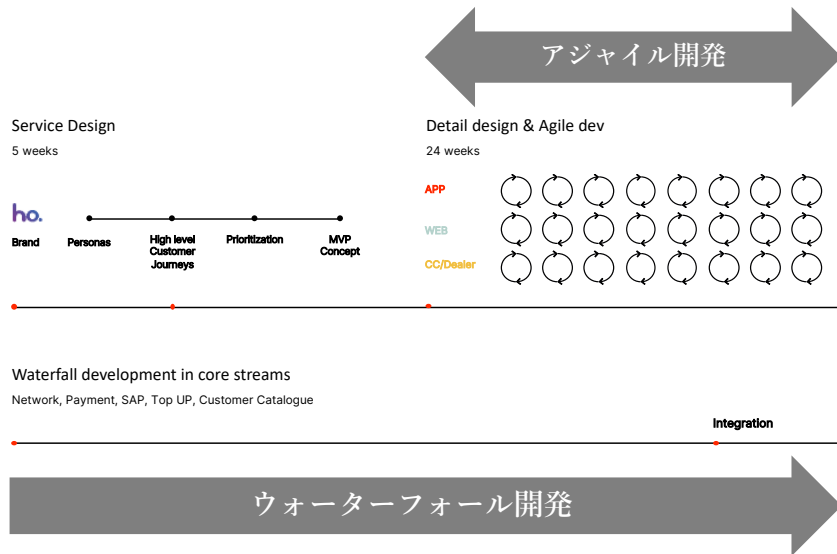 アジャイル開発
Service Design
5 weeks
Detail design & Agile dev
24 weeks
APP
WEB
CC/Dealer
ho.
Brand
Personas
High level
Customer
Journeys
Prioritization
MVP
Concept
Waterfall development in core streams
Network, Payment, SAP, Top UP, Customer Catalogue
Integration
ウォーターフォール開発